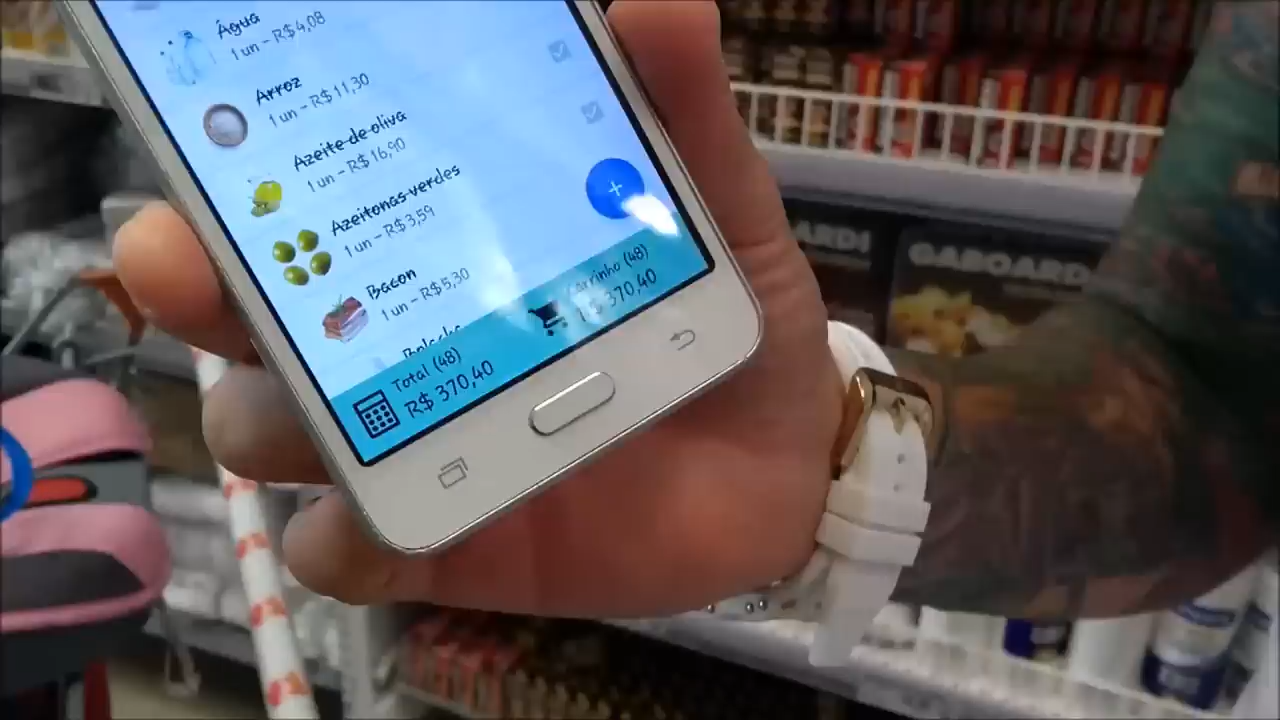 Água
1 un - R$4,08
Arroz
1 un - R$ 11,30
Azeite de oliva
1 un - R$ 16,90
Azeitonas verdes
1 un - R$3,59
Bacon
1 un - R$5,30
Total (48)
R$ 370,40
Carrinho (48)
R$ 370,40
+
GABOARDI